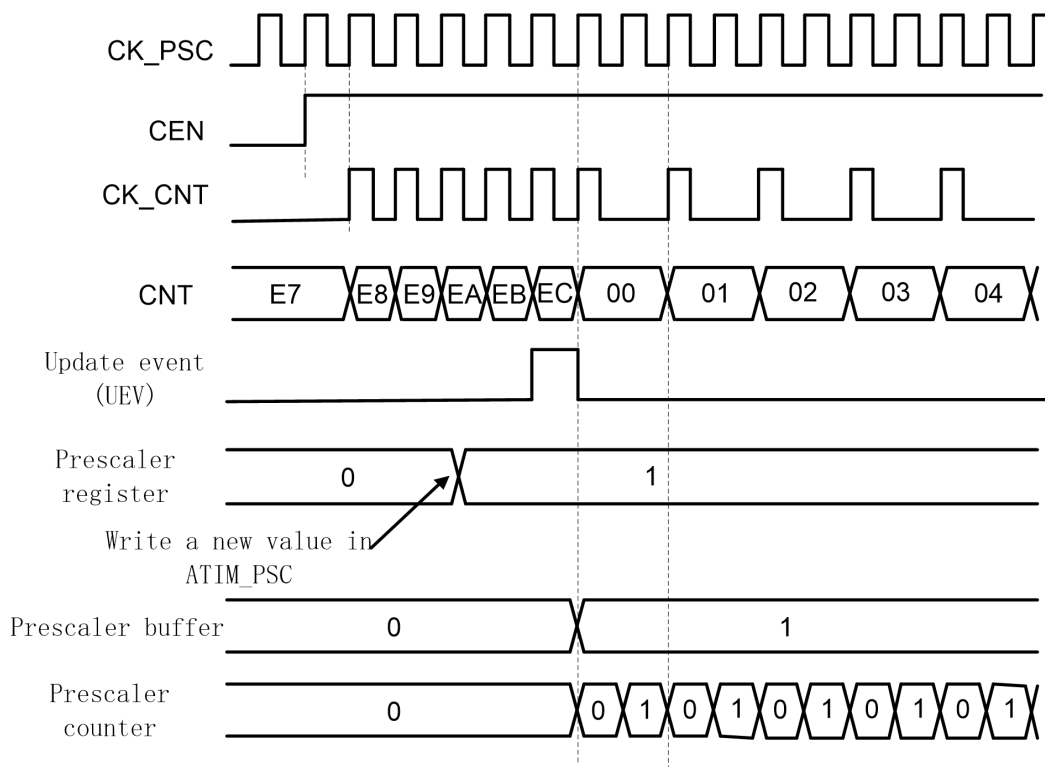 CK_PSC
CEN
CK_CNT
CNT E7 E8 E9 EA EB EC 00 01 02 03 04
Update event
(UEV)
Prescaler
register
0 1
Write a new value in
ATIM_PSC
Prescaler buffer 0 1
Prescaler
counter
0 0 1 0 1 0 1 0 1 0 1